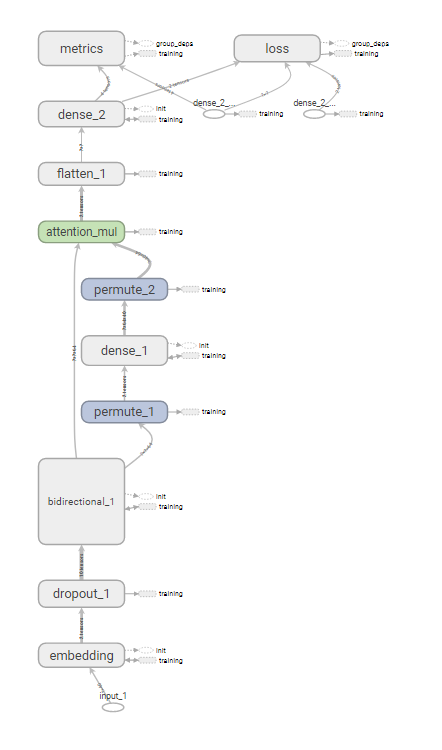 metrics
group_deps
training
loss
group_deps
training
dense_2
init
training
dense_2_...
training
dense_2_...
training
flatten_1
training
attention_mul
training
permute_2
training
dense_1
init
training
permute_1
training
bidirectional_1
init
training
dropout_1
training
embedding
init
training
input_1